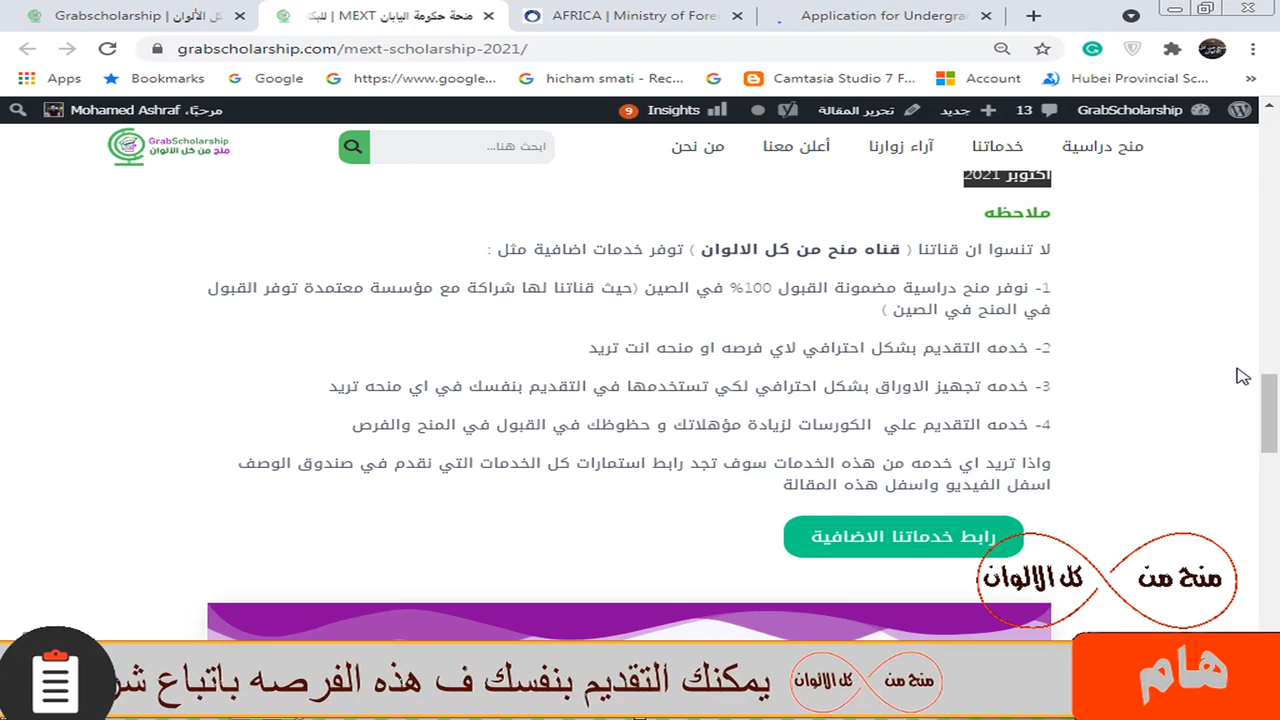 Grabscholarship | كل الألوان
منحة حكومة اليابان MEXT | للبكا
AFRICA | Ministry of Forei
Application for Undergrad
grabscholarship.com/mext-scholarship-2021/
Apps
Bookmarks
Google
https://www.google...
hicham smati - Rec...
Camtasia Studio 7 F...
Account
Hubei Provincial Sc...
»
مرحبًا، Mohamed Ashraf
9 Insights
تحرير المقالة
جديد
13
GrabScholarship
GrabScholarship
منح من كل الالوان
ابحث هنا...
منح دراسية
خدماتنا
آراء زوارنا
أعلن معنا
من نحن
اكتوبر 2021
ملاحظه
لا تنسوا ان قناتنا ( قناه منح من كل الالوان ) توفر خدمات اضافية مثل :
1- نوفر منح دراسية مضمونة القبول 100% في الصين (حيث قناتنا لها شراكة مع مؤسسة معتمدة توفر القبول
في المنح في الصين )
2- خدمه التقديم بشكل احترافي لاي فرصه او منحه انت تريد
3- خدمه تجهيز الاوراق بشكل احترافي لكي تستخدمها في التقديم بنفسك في اي منحه تريد
4- خدمه التقديم علي الكورسات لزيادة مؤهلاتك و حظوظك في القبول في المنح والفرص
واذا تريد اي خدمه من هذه الخدمات سوف تجد رابط استمارات كل الخدمات التي نقدم في صندوق الوصف
اسفل الفيديو واسفل هذه المقالة
رابط خدماتنا الاضافية
منح من كل الالوان
هام
منح من كل الالوان
يمكنك التقديم بنفسك ف هذه الفرصه باتباع